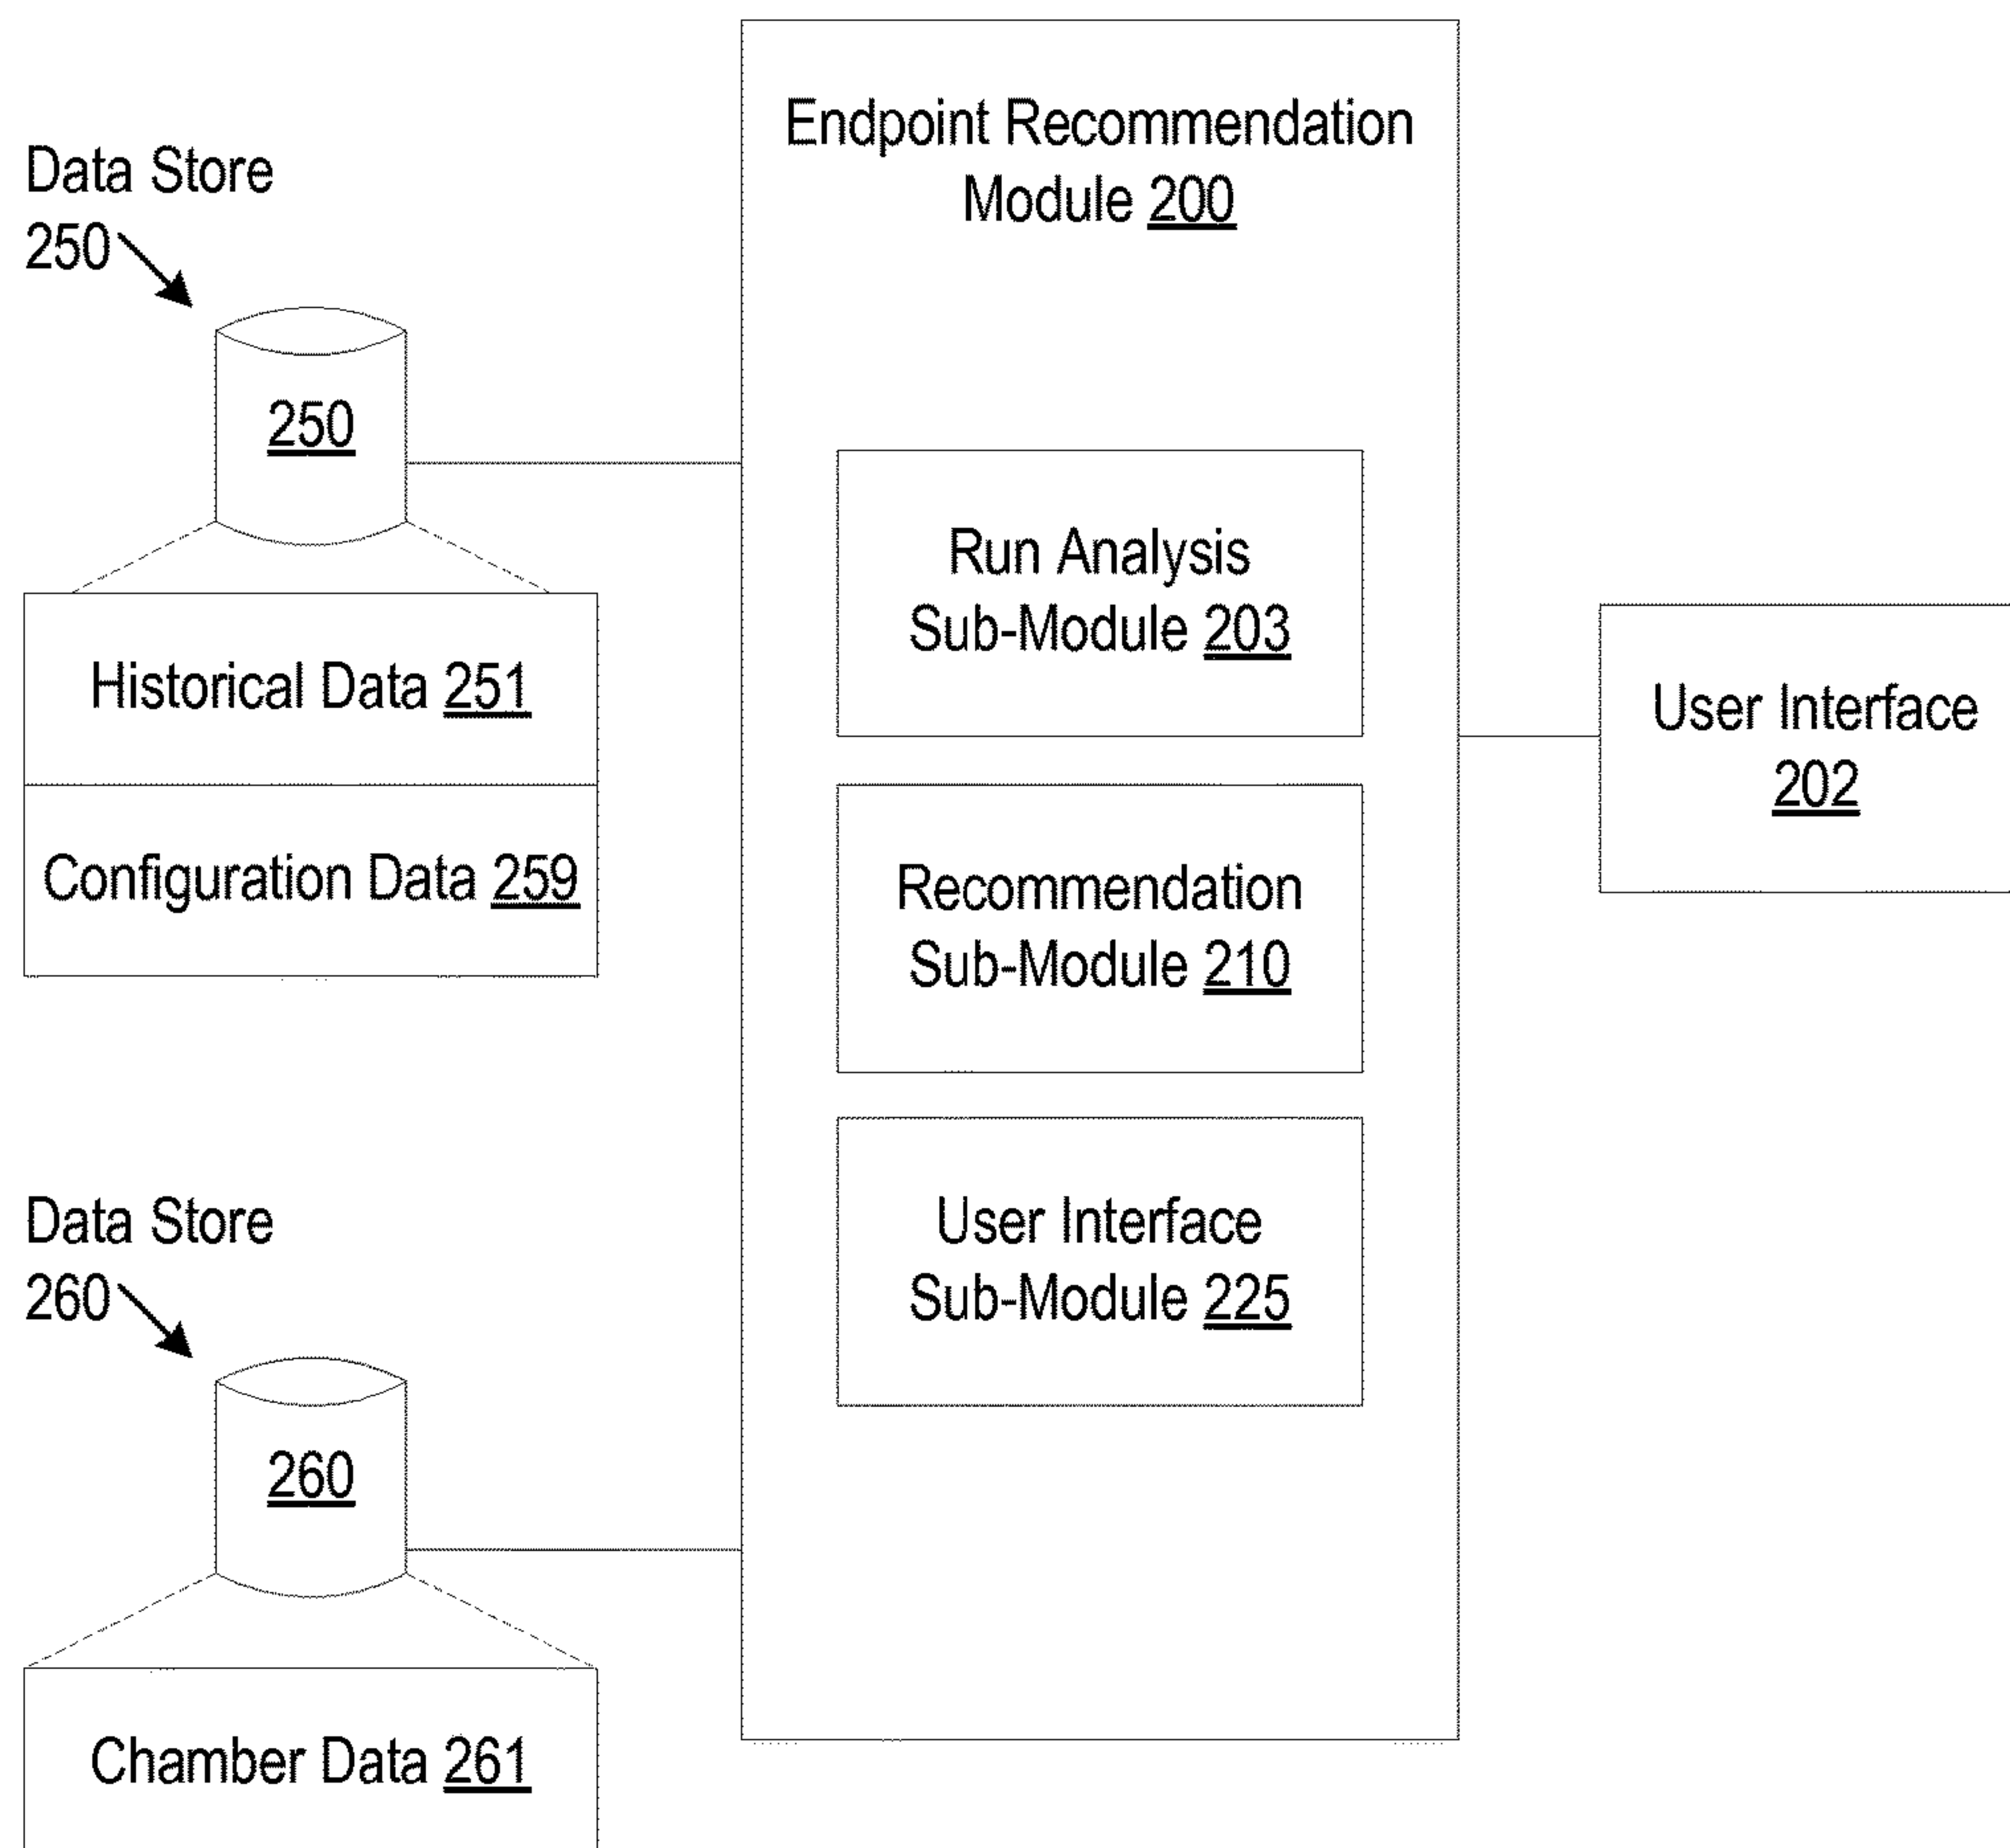 Endpoint Recommendation
Module 200
Data Store
250
250
Historical Data 251
Configuration Data 259
Run Analysis
Sub-Module 203
Recommendation
Sub-Module 210
User Interface
Sub-Module 225
User Interface
202
Data Store
260
260
Chamber Data 261